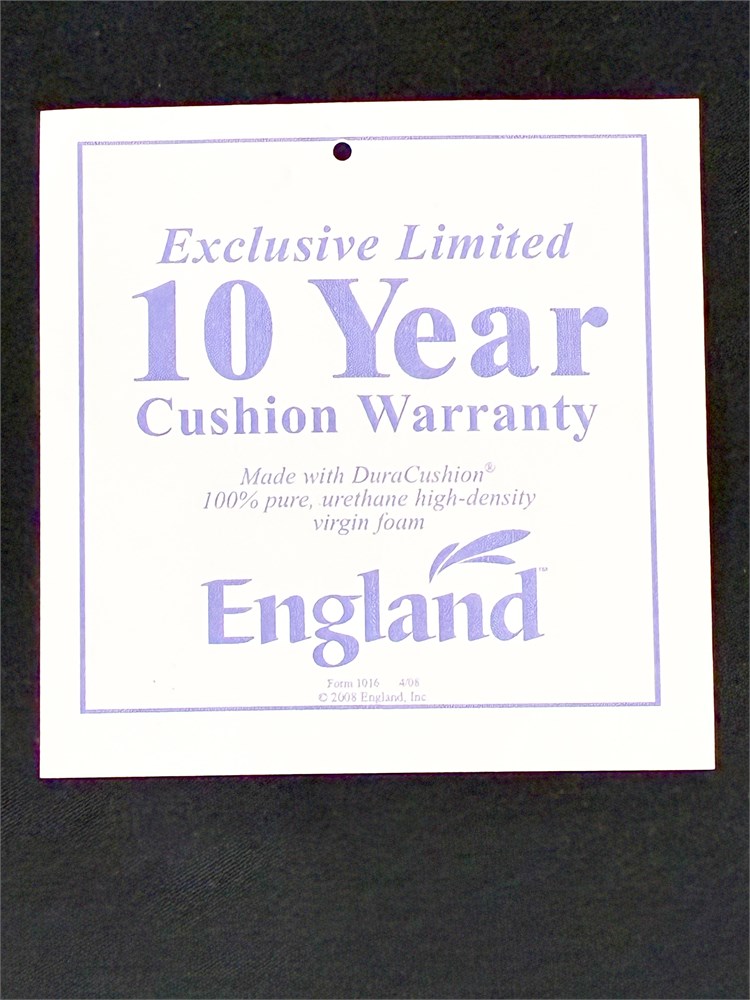 Exclusive Limited
10 Year
Cushion Warranty
Made with DuraCushion®
100% pure, urethane high-density
virgin foam
England™
Form 1016 4/08
© 2008 England, Inc